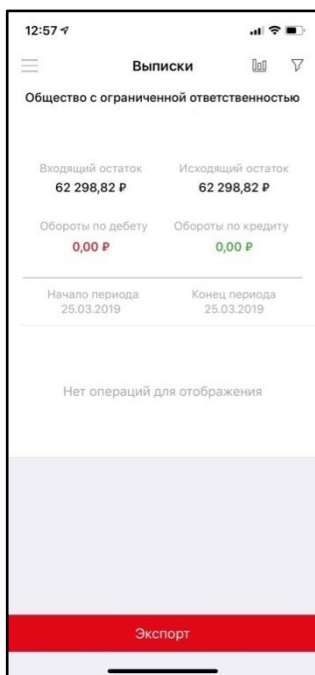 12:57
Выписки
Общество с ограниченной ответственностью
Входящий остаток Исходящий остаток
62 298,82 ₽ 62 298,82 ₽
Обороты по дебету Обороты по кредиту
0,00 ₽ 0,00 ₽
Начало периода Конец периода
25.03.2019 25.03.2019
Нет операций для отображения
Экспорт